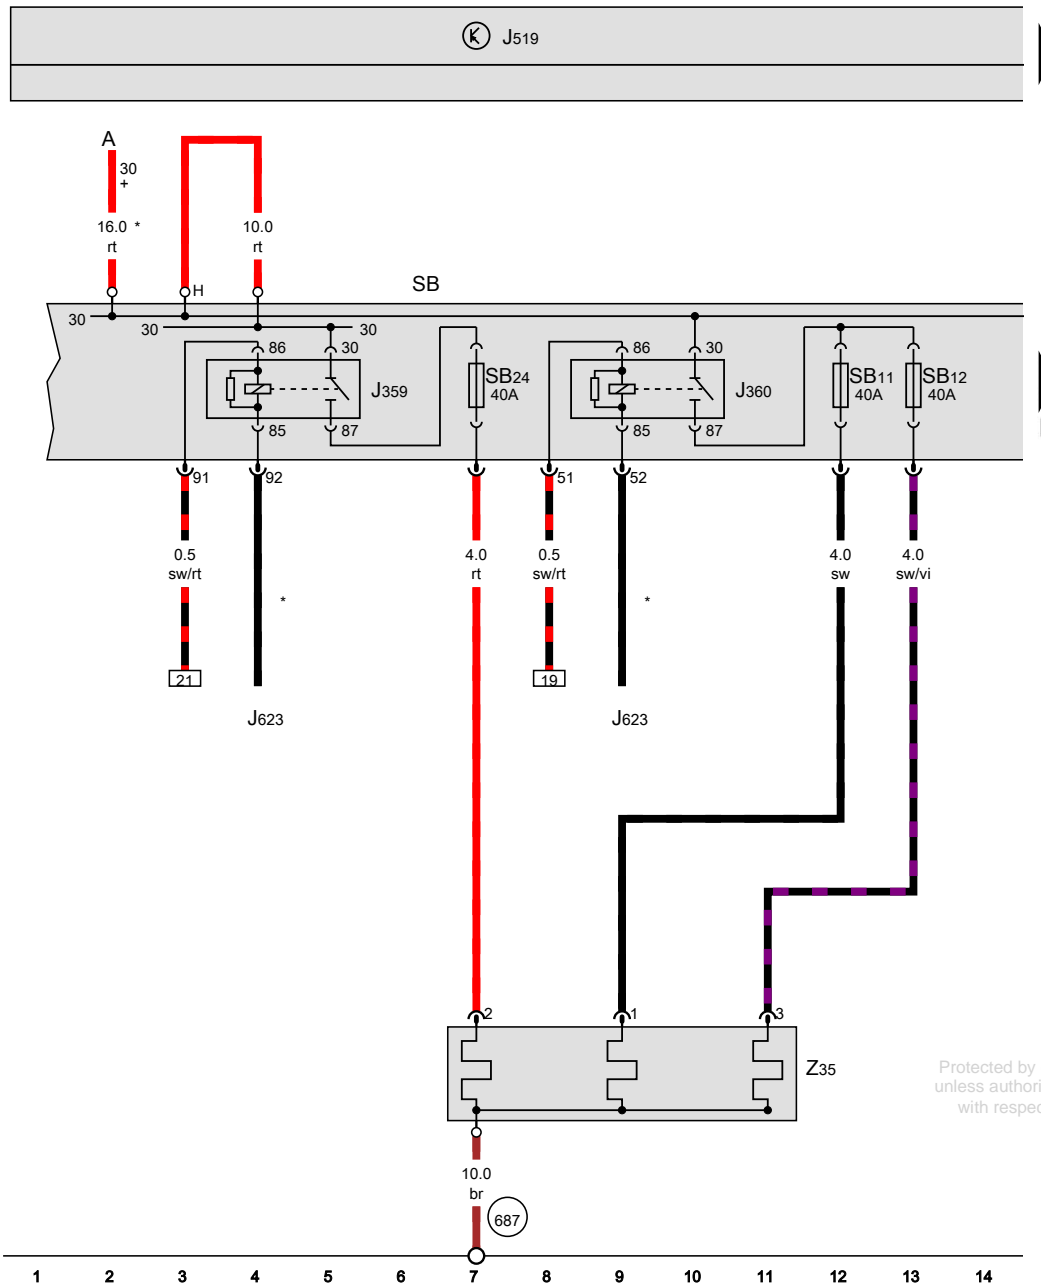 J519
A
30
+
16.0 *
rt
10.0
rt
H
SB
30
30
30
86
30
J359
85
87
SB24
40A
86
30
J360
85
87
SB11
40A
SB12
40A
91
92
51
52
0.5
sw/rt
*
4.0
rt
0.5
sw/rt
*
4.0
sw
4.0
sw/vi
21
19
J623
J623
2
1
3
Z35
Protected by
unless authori
with respec
10.0
br
687
1 2 3 4 5 6 7 8 9 10 11 12 13 14